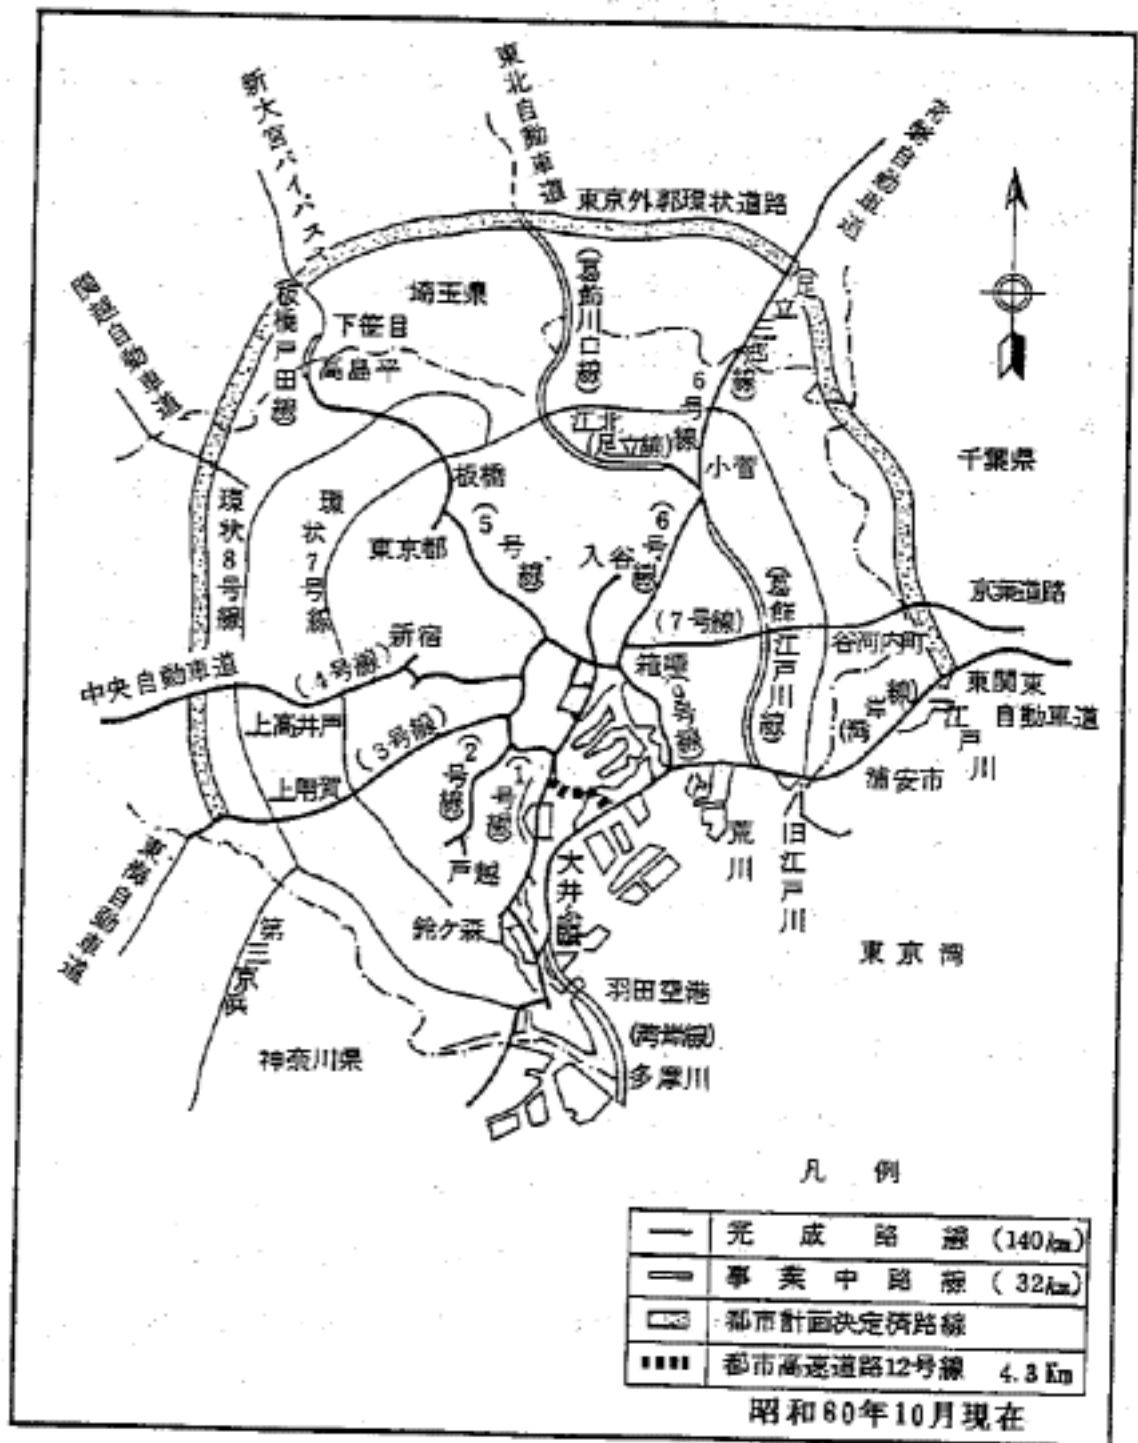 新大宮バイパス
東北自動車道
常磐自動車道
東京外郭環状道路
関越自動車道
埼玉県
(葛飾川口線)
足立三郷線)
(板橋戸田線)
下笹目
高島平
6号線
江北
(足立線)
小菅
千葉県
板橋
環状8号線
環状7号線
東京都
(5号線)
入谷
(6号線)
(葛飾江戸川線)
京葉道路
(7号線)
谷河内町
新宿
箱崎
中央自動車道
(4号線)
(9号線)
(湾岸線)
東関東
自動車道
江戸川
上高井戸
(3号線)
(2号線)
(1号線)
上用賀
浦安市
荒川
旧江戸川
戸越
大井
東名自動車道
鈴ケ森
第三京浜
東京湾
羽田空港
(湾岸線)
神奈川県
多摩川
凡例
完成路線 (140km)
事業中路線 (32km)
都市計画決定済路線
都市高速道路12号線 4.3Km
昭和60年10月現在